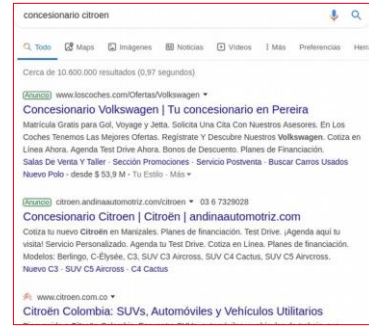 concesionario citroen
Todo Maps Imágenes Noticias Vídeos Más Preferencias Herr
Cerca de 10.600.000 resultados (0,97 segundos)
Anuncio www.loscoches.com/Ofertas/Volkswagen
Concesionario Volkswagen | Tu concesionario en Pereira
Matrícula Gratis para Gol, Voyage y Jetta. Solicita Una Cita Con Nuestros Asesores. En Los
Coches Tenemos Las Mejores Ofertas. Regístrate Y Descubre Nuestros Volkswagen. Cotiza en
Línea Ahora. Agenda Test Drive Ahora. Bonos de Descuento. Planes de Financiación.
Salas De Venta Y Taller · Sección Promociones · Servicio Postventa · Buscar Carros Usados
Nuevo Polo - desde $ 53,9 M - Tu Estilo - Más
Anuncio citroen.andinaautomotriz.com/citroen 03 6 7329028
Concesionario Citroen | Citroën | andinaautomotriz.com
Cotiza tu nuevo Citroën en Manizales. Planes de financiación. Test Drive. ¡Agenda aquí tu
visita! Servicio Personalizado. Agenda tu Test Drive. Cotiza en Línea. Planes de financiación.
Modelos: Berlingo, C-Élysée, C3, SUV C3 Aircross, SUV C4 Cactus, SUV C5 Airvcross.
Nuevo C3 · SUV C5 Aircross · C4 Cactus
www.citroen.com.co
Citroën Colombia: SUVs, Automóviles y Vehículos Utilitarios